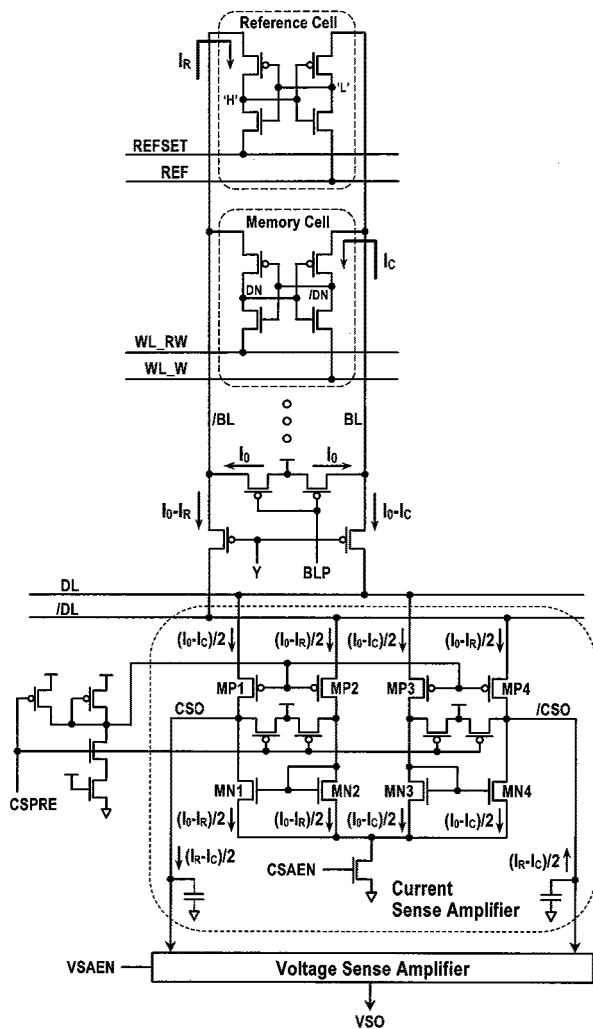 Reference Cell
I_R
'H'
'L'
REFSET
REF
Memory Cell
I_C
DN
/DN
WL_RW
WL_W
/BL
BL
I_0
I_0
I_0-I_R
I_0-I_C
Y
BLP
DL
/DL
(I_0-I_C)/2
(I_0-I_R)/2
(I_0-I_C)/2
(I_0-I_R)/2
MP1
MP2
MP3
MP4
CSO
/CSO
CSPRE
MN1
MN2
MN3
MN4
(I_0-I_R)/2
(I_0-I_R)/2
(I_0-I_C)/2
(I_0-I_C)/2
(I_R-I_C)/2
CSAEN
(I_R-I_C)/2
Current
Sense Amplifier
VSAEN
Voltage Sense Amplifier
VSO